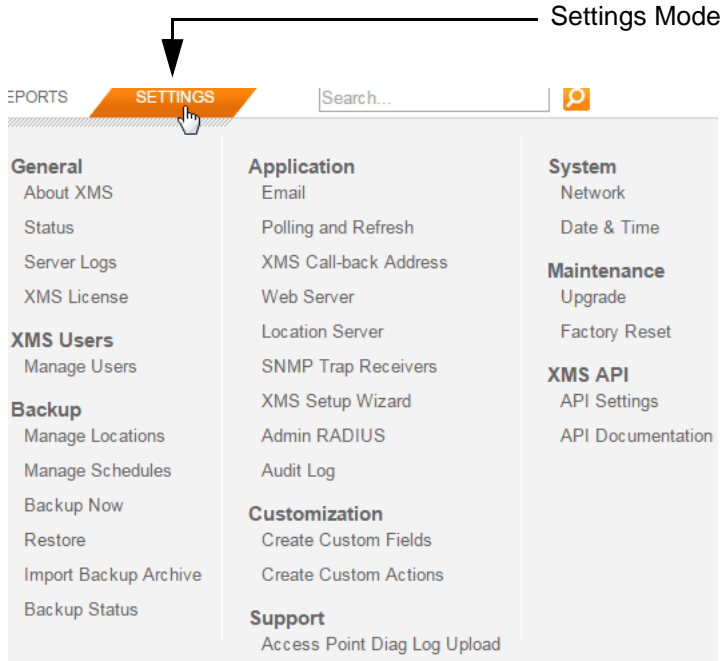 Settings Mode
EPORTS
SETTINGS
Search...
General
About XMS
Status
Server Logs
XMS License
XMS Users
Manage Users
Backup
Manage Locations
Manage Schedules
Backup Now
Restore
Import Backup Archive
Backup Status
Application
Email
Polling and Refresh
XMS Call-back Address
Web Server
Location Server
SNMP Trap Receivers
XMS Setup Wizard
Admin RADIUS
Audit Log
Customization
Create Custom Fields
Create Custom Actions
Support
Access Point Diag Log Upload
System
Network
Date & Time
Maintenance
Upgrade
Factory Reset
XMS API
API Settings
API Documentation